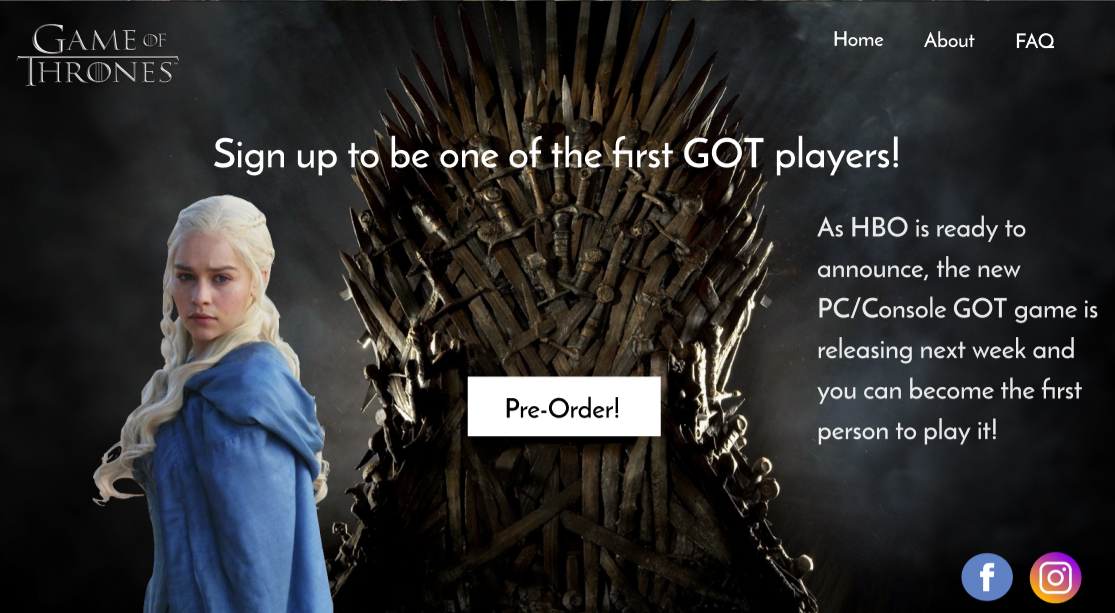 GAME OF
THRONES
Home About FAQ
Sign up to be one of the first GOT players!
As HBO is ready to
announce, the new
PC/Console GOT game is
releasing next week and
you can become the first
person to play it!
Pre-Order!